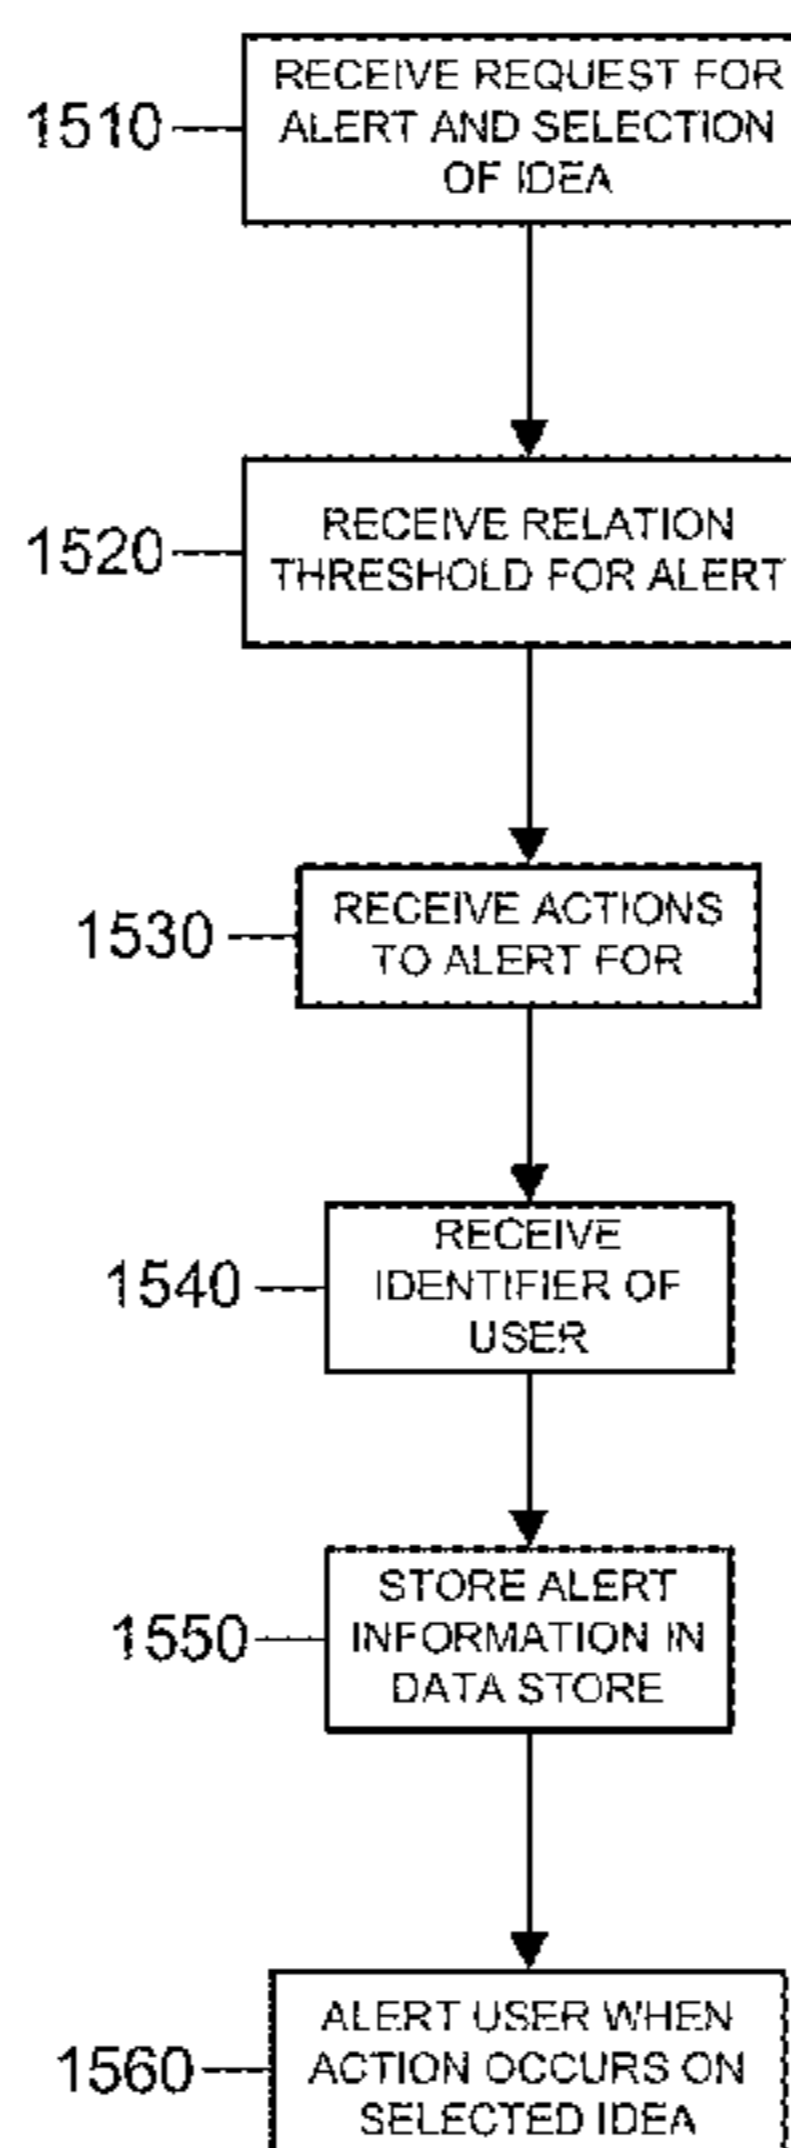 1510
RECEIVE REQUEST FOR
ALERT AND SELECTION
OF IDEA
1520
RECEIVE RELATION
THRESHOLD FOR ALERT
1530
RECEIVE ACTIONS
TO ALERT FOR
1540
RECEIVE
IDENTIFIER OF
USER
1550
STORE ALERT
INFORMATION IN
DATA STORE
1560
ALERT USER WHEN
ACTION OCCURS ON
SELECTED IDEA